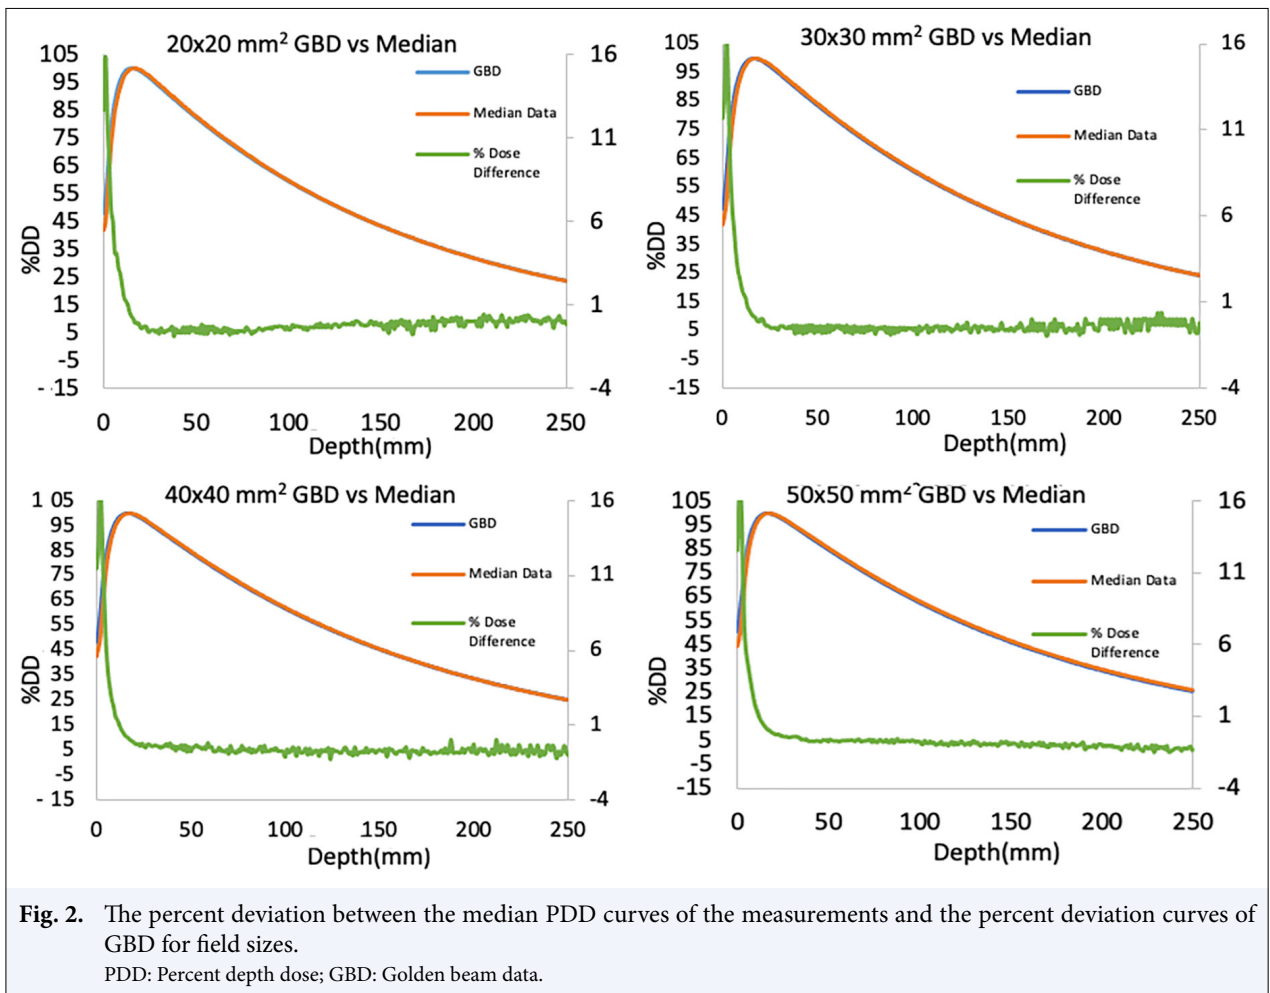 20x20 mm² GBD vs Median
105
95
85
75
65
55
45
35
25
15
5
-5
- 15
%DD
16
11
6
1
-4
GBD
Median Data
% Dose
Difference
0 50 100 150 200 250
Depth(mm)
30x30 mm² GBD vs Median
105
95
85
75
65
55
45
35
25
15
5
-5
-15
%DD
16
11
6
1
-4
GBD
Median Data
% Dose
Difference
0 50 100 150 200 250
Depth(mm)
40x40 mm² GBD vs Median
1 05
95
85
75
65
55
45
35
25
15
5
-5
- 15
%DD
16
11
6
1
-4
GBD
Median Data
% Dose
Difference
0 50 100 150 200 250
Depth(mm)
50x50 mm² GBD vs Median
105
95
85
75
65
55
45
35
25
15
5
-5
-15
%DD
16
11
6
1
-4
GBD
Median Data
% Dose
Difference
0 50 100 150 200 250
Depth(mm)
Fig. 2. The percent deviation between the median PDD curves of the measurements and the percent deviation curves of
GBD for field sizes.
PDD: Percent depth dose; GBD: Golden beam data.